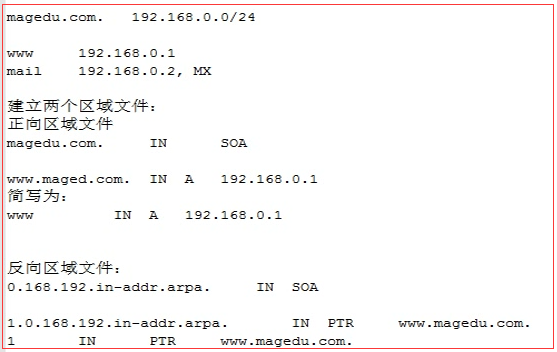 magedu.com. 192.168.0.0/24
www 192.168.0.1
mail 192.168.0.2, MX
建立两个区域文件:
正向区域文件
magedu.com. IN SOA
www.maged.com. IN A 192.168.0.1
简写为:
www IN A 192.168.0.1
反向区域文件:
0.168.192.in-addr.arpa. IN SOA
1.0.168.192.in-addr.arpa. IN PTR www.magedu.com.
1 IN PTR www.magedu.com.